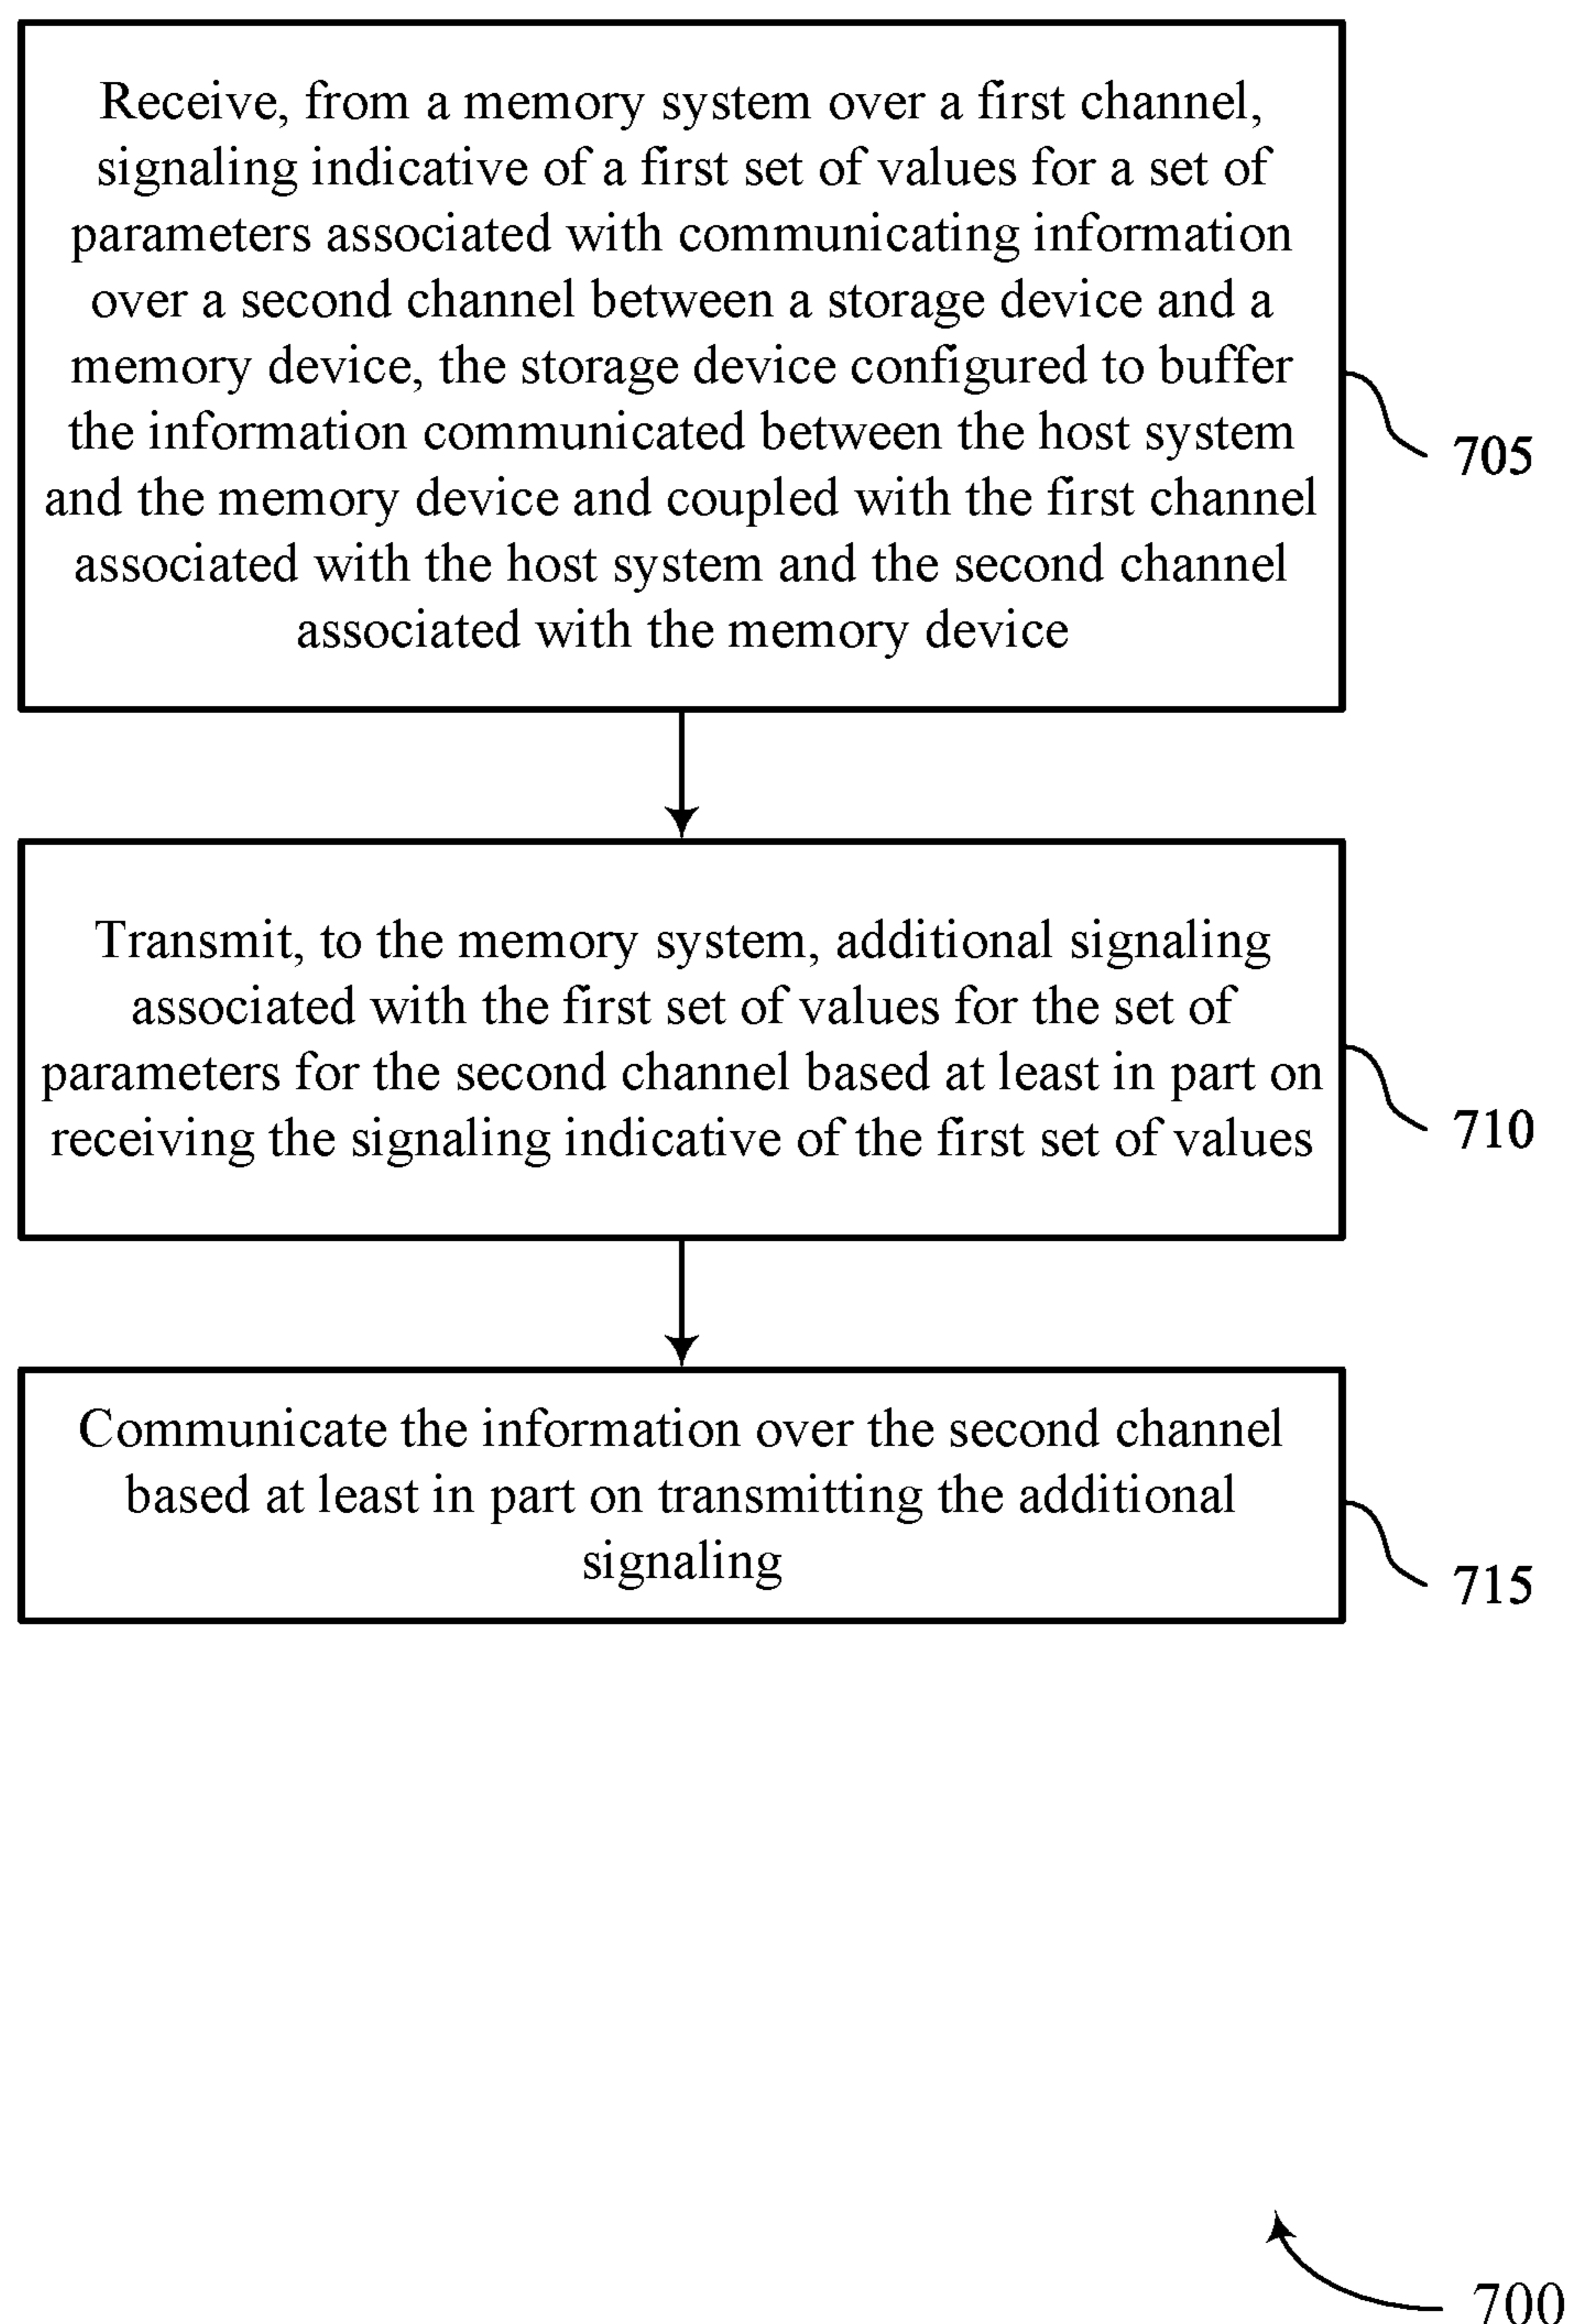 Receive, from a memory system over a first channel,
signaling indicative of a first set of values for a set of
parameters associated with communicating information
over a second channel between a storage device and a
memory device, the storage device configured to buffer
the information communicated between the host system
and the memory device and coupled with the first channel
associated with the host system and the second channel
associated with the memory device
705
Transmit, to the memory system, additional signaling
associated with the first set of values for the set of
parameters for the second channel based at least in part on
receiving the signaling indicative of the first set of values
710
Communicate the information over the second channel
based at least in part on transmitting the additional
signaling
715
700